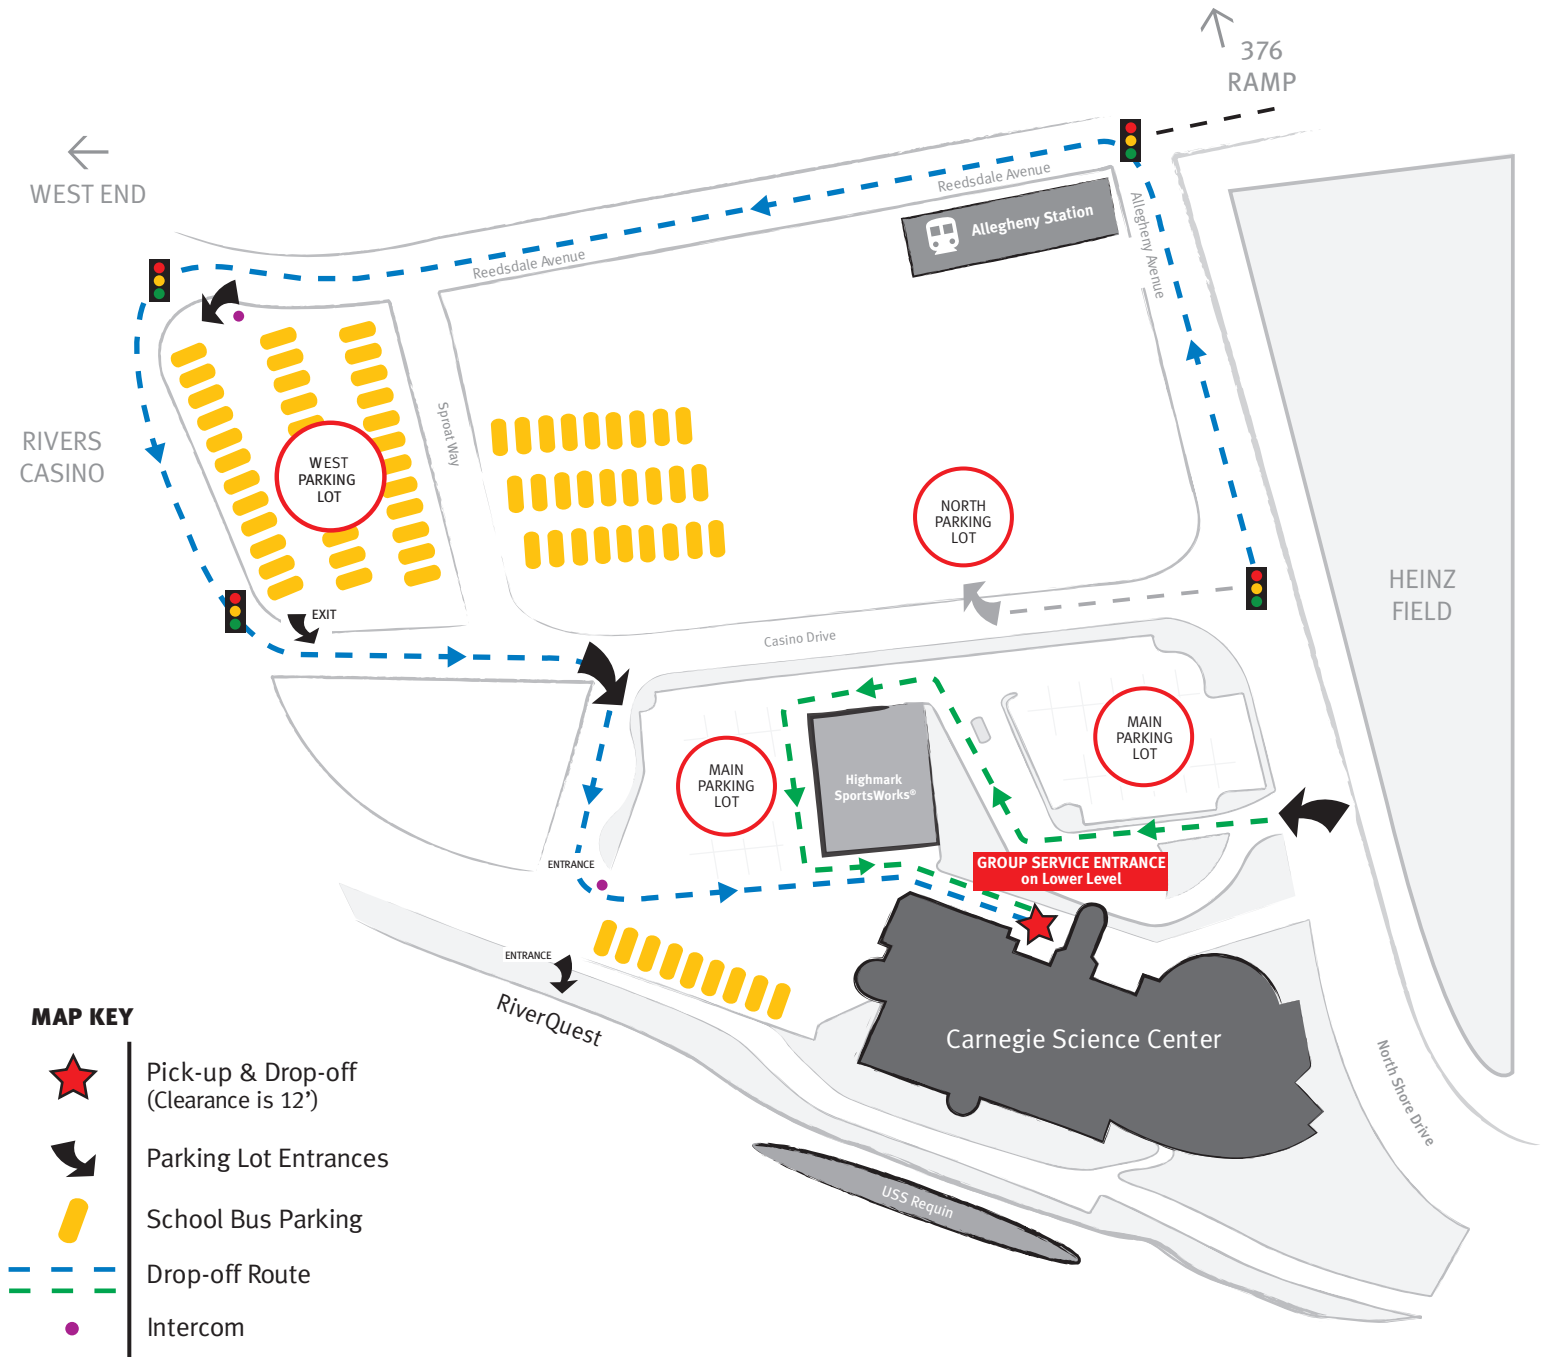 376
RAMP
WEST END
Reedsdale Avenue
Allegheny Station
Allegheny Avenue
Reedsdale Avenue
RIVERS
CASINO
Sproat Way
WEST
PARKING
LOT
NORTH
PARKING
LOT
HEINZ
FIELD
EXIT
Casino Drive
MAIN
PARKING
LOT
MAIN
PARKING
LOT
Highmark
SportsWorks®
ENTRANCE
GROUP SERVICE ENTRANCE
on Lower Level
ENTRANCE
RiverQuest
Carnegie Science Center
North Shore Drive
USS Requin
MAP KEY
Pick-up & Drop-off
(Clearance is 12’)
Parking Lot Entrances
School Bus Parking
Drop-off Route
Intercom